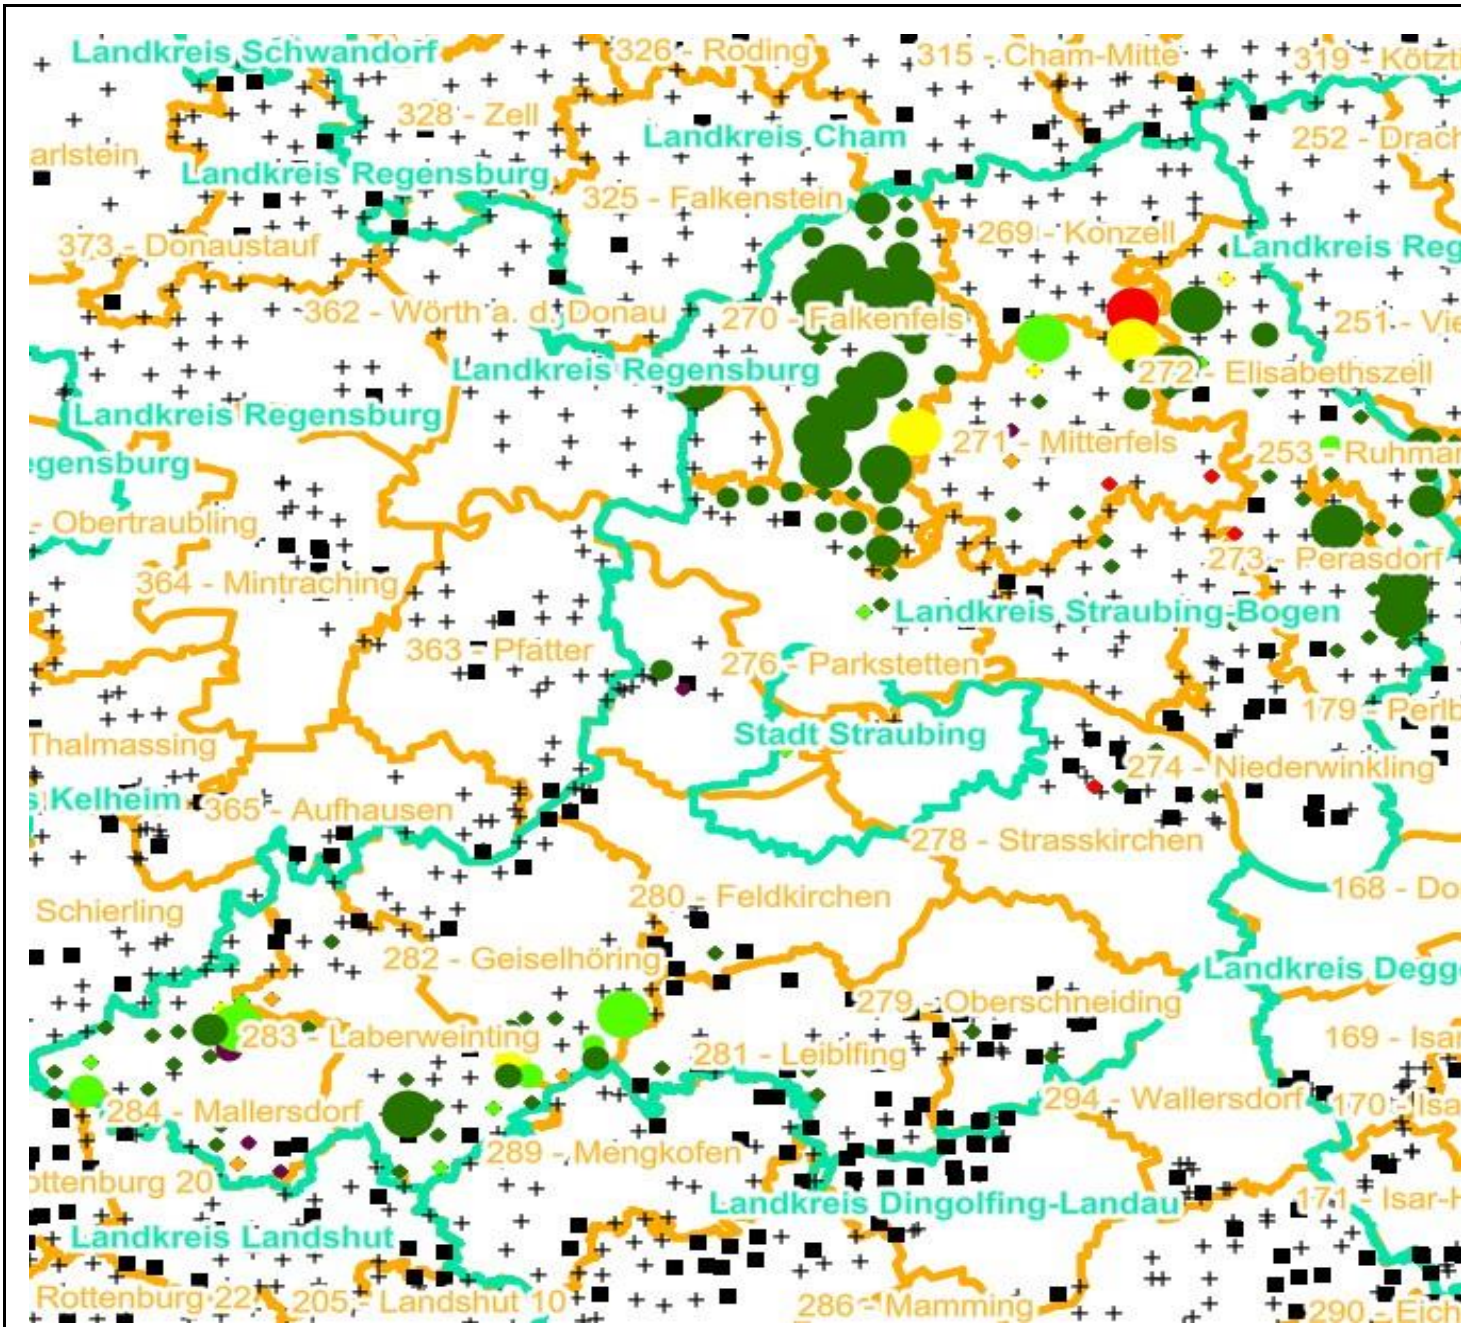 Landkreis Schwandorf
326 - Roding
315 - Cham-Mitte
319 - Kötzti
328 - Zell
Landkreis Cham
252 - Drach
arlstein
Landkreis Regensburg
325 - Falkenstein
269 - Konzell
373 - Donaustauf
Landkreis Reg
362 - Wörth a. d. Donau
270 - Falkenfels
251 - Vie
Landkreis Regensburg
272 - Elisabethszell
Landkreis Regensburg
271 - Mitterfels
253 - Ruhmar
egensburg
- Obertraubling
273 - Perasdorf
364 - Mintraching
Landkreis Straubing-Bogen
363 - Pfatter
276 - Parkstetten
179 - Perlb
Thalmassing
Stadt Straubing
274 - Niederwinkling
s Kelheim
365 - Aufhausen
278 - Strasskirchen
280 - Feldkirchen
168 - Do
Schierling
282 - Geiselhöring
Landkreis Degge
279 - Oberschneiding
283 - Laberweinting
281 - Leiblfing
169 - Isar
284 - Mallersdorf
294 - Wallersdorf
170 - Isa
289 - Mengkofen
ottenburg 20
Landkreis Dingolfing-Landau
171 - Isar-H
Landkreis Landshut
Rottenburg 22
205 - Landshut 10
286 - Mamming
290 - Eich